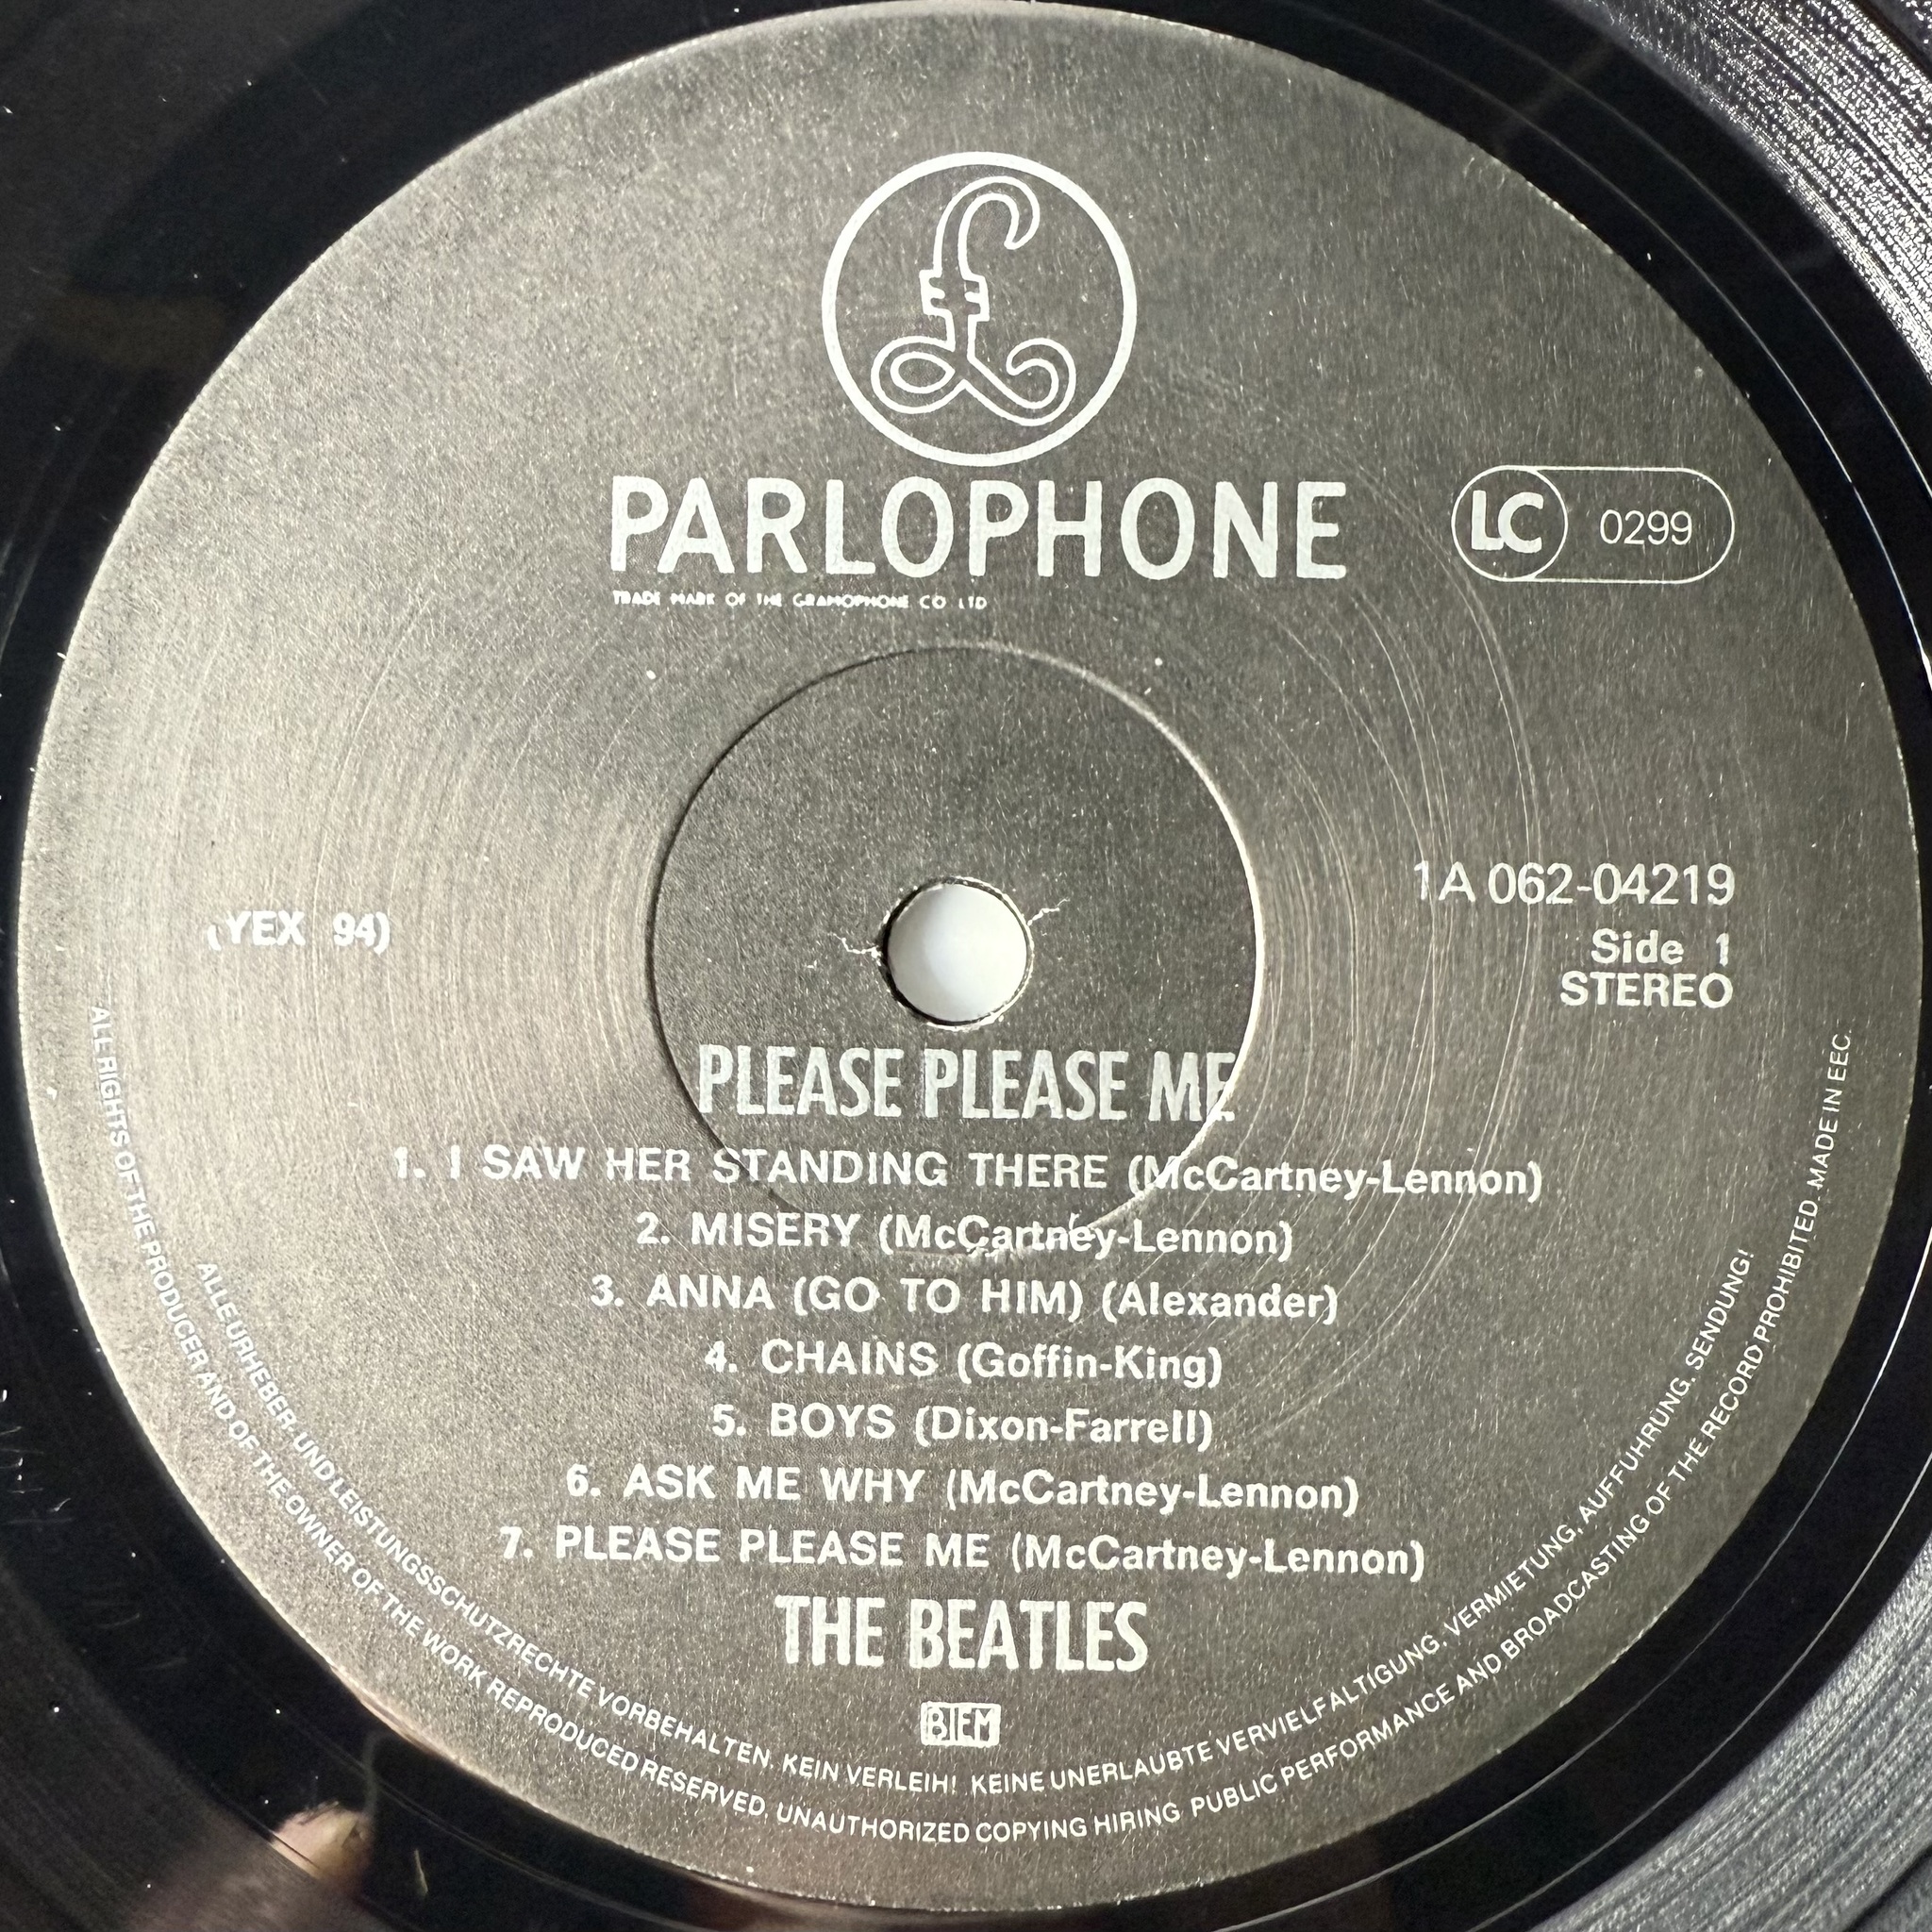 PARLOPHONE
TRADE MARK OF THE GRAMOPHONE CO LTD
LC 0299
1A 062-04219
(YEX 94)
Side 1
STEREO
PLEASE PLEASE ME
1. I SAW HER STANDING THERE (McCartney-Lennon)
2. MISERY (McCartney-Lennon)
3. ANNA (GO TO HIM) (Alexander)
4. CHAINS (Goffin-King)
5. BOYS (Dixon-Farrell)
6. ASK ME WHY (McCartney-Lennon)
7. PLEASE PLEASE ME (McCartney-Lennon)
THE BEATLES
BIEM
ALLE URHEBER- UND LEISTUNGSSCHUTZRECHTE VORBEHALTEN. KEIN VERLEIH! KEINE UNERLAUBTE VERVIELFALTIGUNG, VERMIETUNG, AUFFUHRUNG, SENDUNG!
ALL RIGHTS OF THE PRODUCER AND OF THE OWNER OF THE WORK REPRODUCED RESERVED. UNAUTHORIZED COPYING HIRING PUBLIC PERFORMANCE AND BROADCASTING OF THE RECORD PROHIBITED. MADE IN EEC.